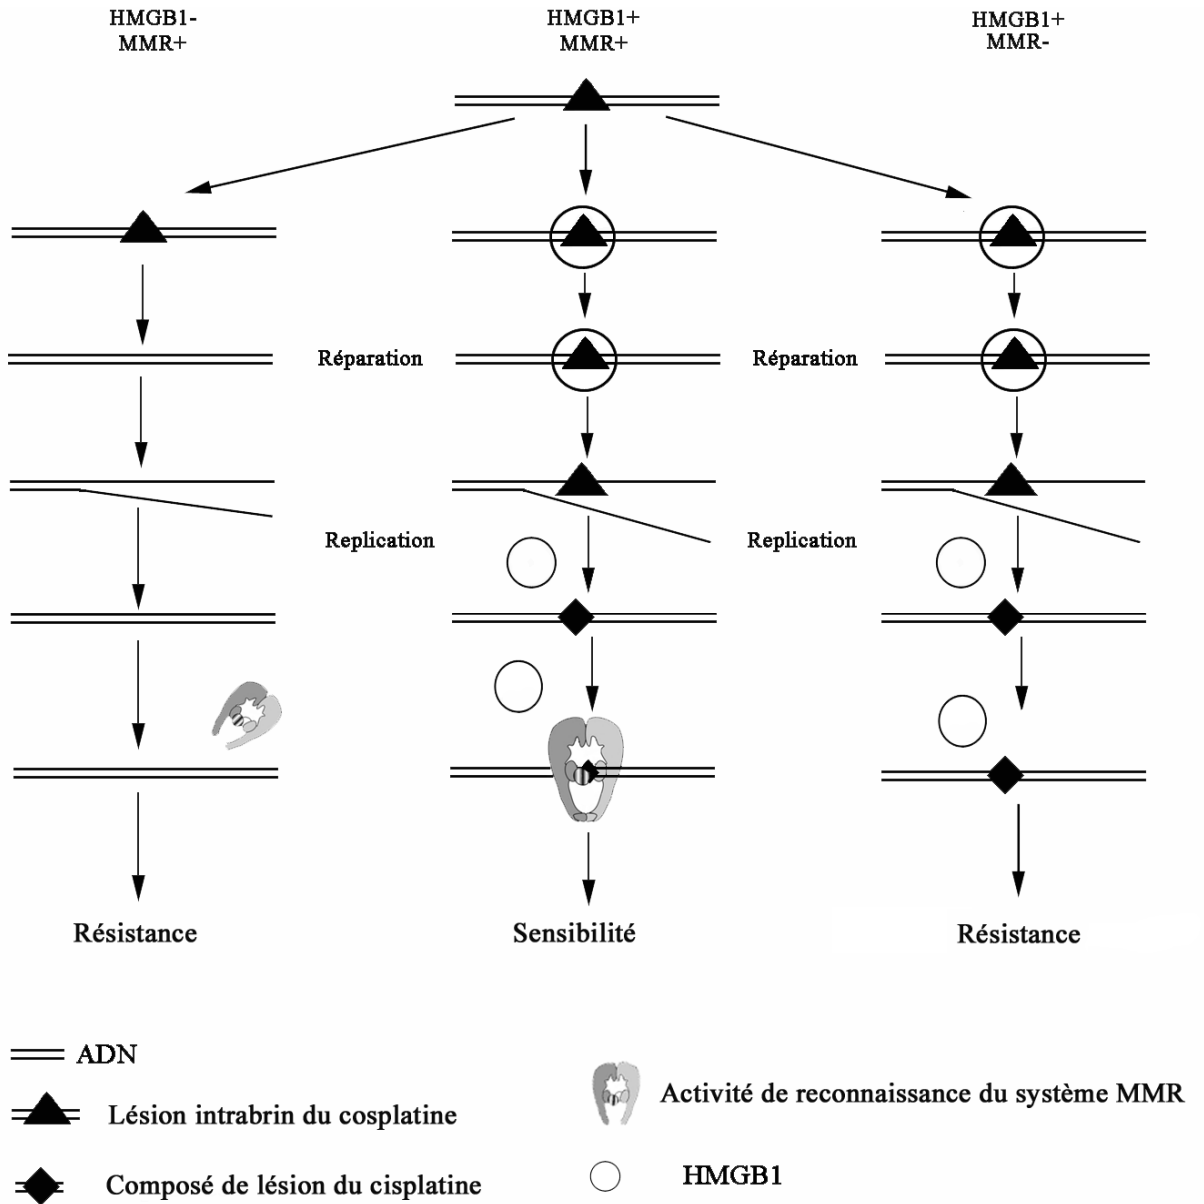 HMGB1-
MMR+
HMGB1+
MMR+
HMGB1+
MMR-
Réparation
Réparation
Replication
Replication
Résistance
Sensibilité
Résistance
ADN
Lésion intrabrin du cosplatine
Composé de lésion du cisplatine
Activité de reconnaissance du système MMR
HMGB1